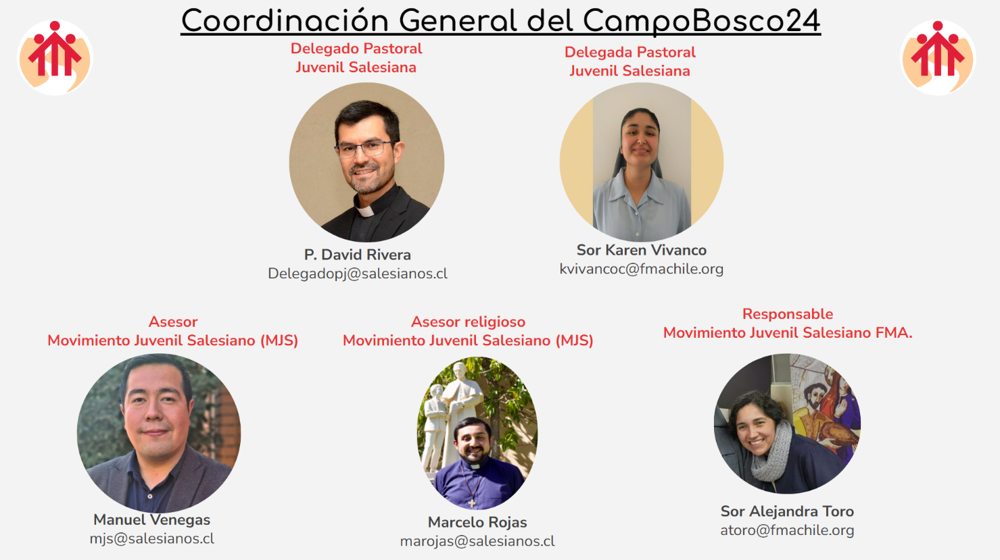 Coordinación General del CampoBosco24
Delegado Pastoral
Juvenil Salesiana
Delegada Pastoral
Juvenil Salesiana
P. David Rivera
Delegadopj@salesianos.cl
Sor Karen Vivanco
kvivancoc@fmachile.org
Asesor
Movimiento Juvenil Salesiano (MJS)
Asesor religioso
Movimiento Juvenil Salesiano (MJS)
Responsable
Movimiento Juvenil Salesiano FMA.
Manuel Venegas
mjs@salesianos.cl
Marcelo Rojas
marojas@salesianos.cl
Sor Alejandra Toro
atoro@fmachile.org